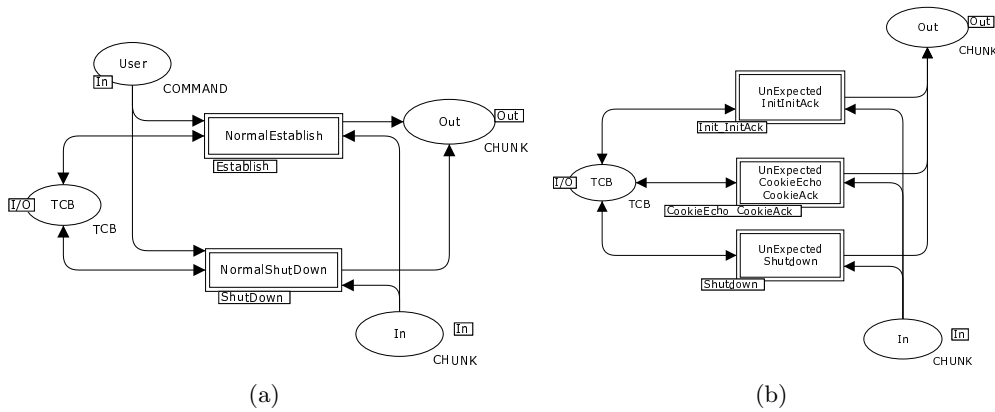 User
In
COMMAND
NormalEstablish
Establish
Out
Out
CHUNK
I/O
TCB
TCB
NormalShutDown
ShutDown
In
In
CHUNK
(a)
Out
Out
CHUNK
UnExpected
InitInitAck
Init_InitAck
I/O
TCB
TCB
UnExpected
CookieEcho
CookieAck
CookieEcho_CookieAck
UnExpected
Shutdown
Shutdown
In
In
CHUNK
(b)